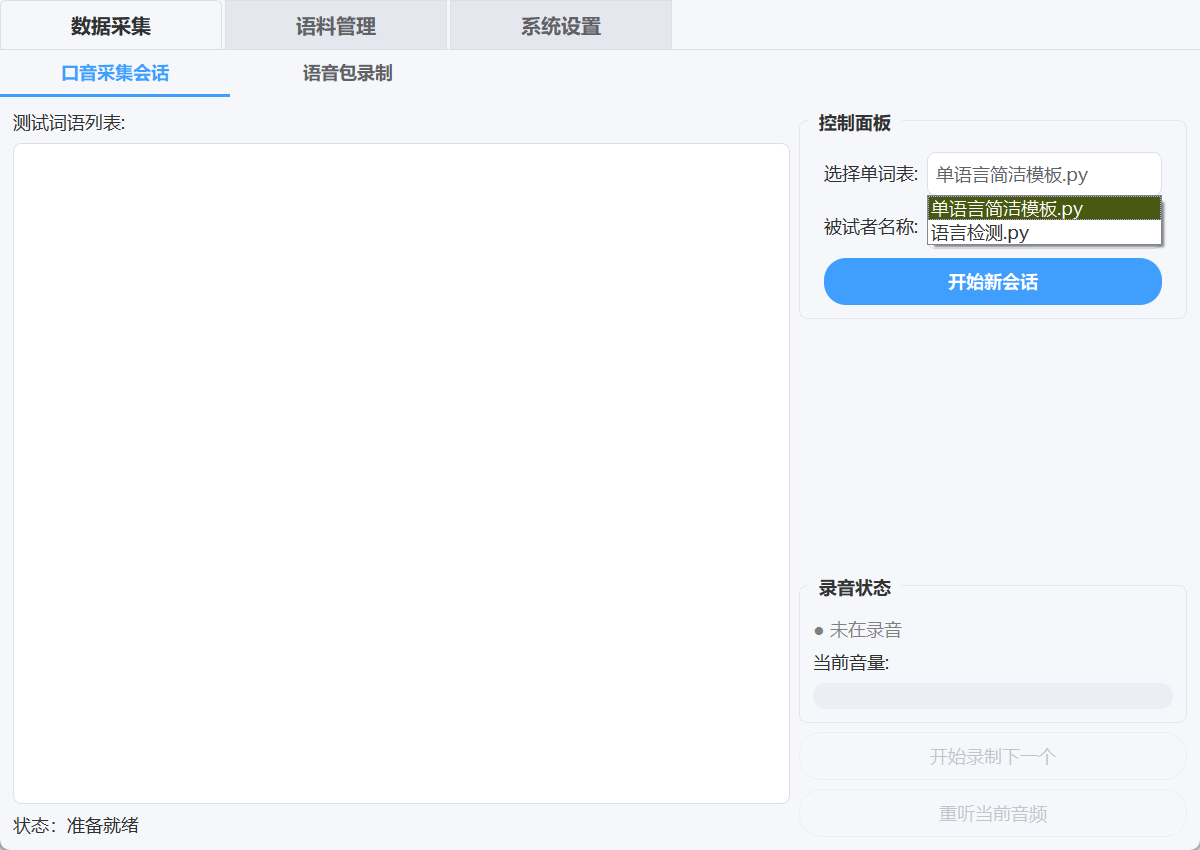 数据采集
语料管理
系统设置
口音采集会话
语音包录制
测试词语列表:
控制面板
选择单词表:
单语言简洁模板.py
单语言简洁模板.py
语言检测.py
被试者名称:
开始新会话
录音状态
● 未在录音
当前音量:
开始录制下一个
重听当前音频
状态：准备就绪